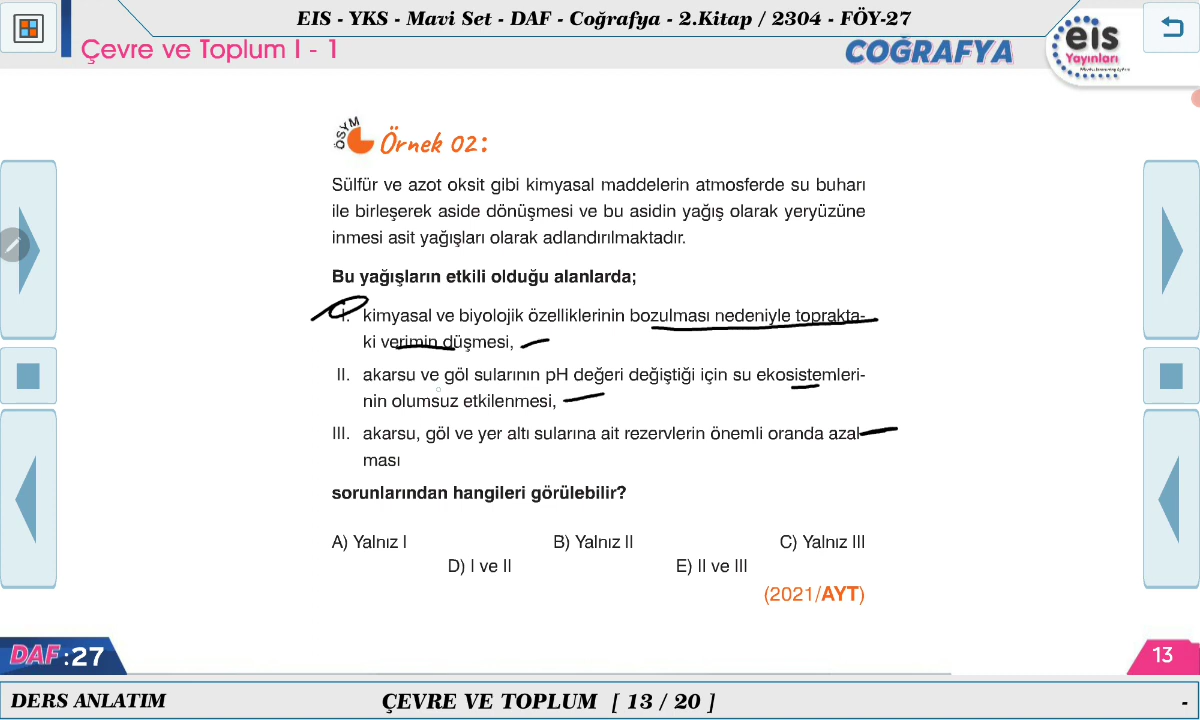 EIS - YKS - Mavi Set - DAF - Coğrafya - 2.Kitap / 2304 - FÖY-27
Çevre ve Toplum I - 1
COĞRAFYA
eis
Yayınları
ÖSYM
Örnek 02:
Sülfür ve azot oksit gibi kimyasal maddelerin atmosferde su buharı
ile birleşerek aside dönüşmesi ve bu asidin yağış olarak yeryüzüne
inmesi asit yağışları olarak adlandırılmaktadır.
Bu yağışların etkili olduğu alanlarda;
I. kimyasal ve biyolojik özelliklerinin bozulması nedeniyle toprakta-
ki verimin düşmesi,
II. akarsu ve göl sularının pH değeri değiştiği için su ekosistemleri-
nin olumsuz etkilenmesi,
III. akarsu, göl ve yer altı sularına ait rezervlerin önemli oranda azal-
ması
sorunlarından hangileri görülebilir?
A) Yalnız I B) Yalnız II C) Yalnız III
D) I ve II E) II ve III
(2021/AYT)
DAF:27
13
DERS ANLATIM ÇEVRE VE TOPLUM [ 13 / 20 ] -